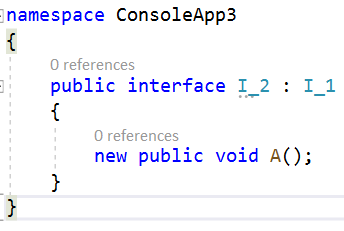 namespace ConsoleApp3
{
0 references
public interface I_2 : I_1
{
0 references
new public void A();
}
}